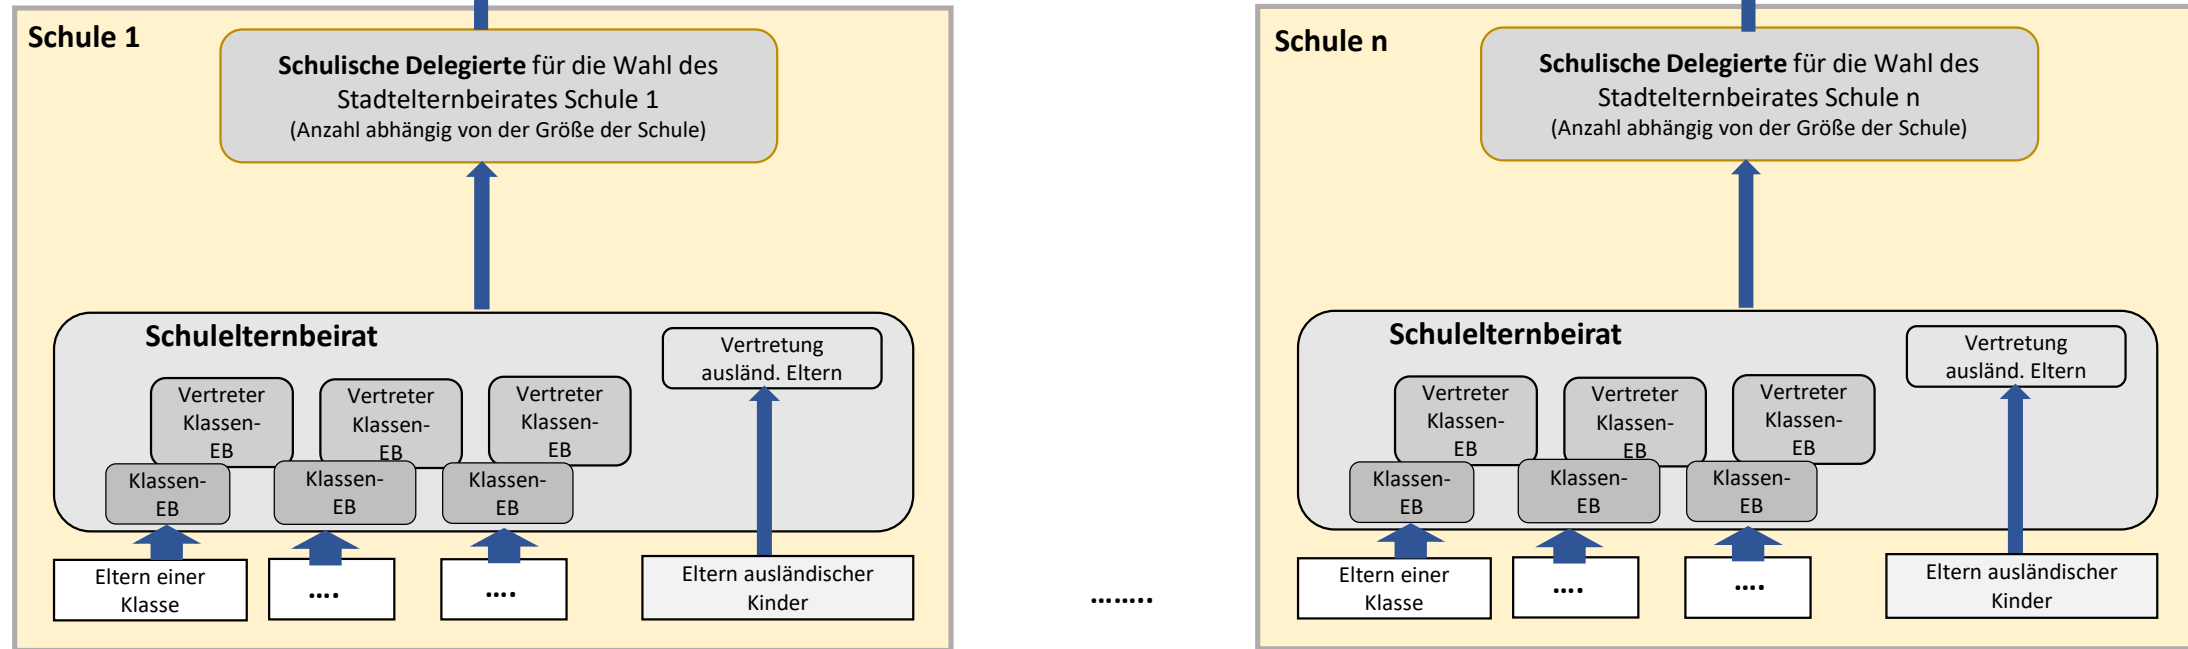 Schule 1
Schulische Delegierte für die Wahl des
Stadtelternbeirates Schule 1
(Anzahl abhängig von der Größe der Schule)
Schulelternbeirat
Vertretung
ausländ. Eltern
Vertreter
Klassen-
EB
Vertreter
Klassen-
EB
Vertreter
Klassen-
EB
Klassen-
EB
Klassen-
EB
Klassen-
EB
Eltern einer
Klasse
....
....
Eltern ausländischer
Kinder
........
Schule n
Schulische Delegierte für die Wahl des
Stadtelternbeirates Schule n
(Anzahl abhängig von der Größe der Schule)
Schulelternbeirat
Vertretung
ausländ. Eltern
Vertreter
Klassen-
EB
Vertreter
Klassen-
EB
Vertreter
Klassen-
EB
Klassen-
EB
Klassen-
EB
Klassen-
EB
Eltern einer
Klasse
....
....
Eltern ausländischer
Kinder